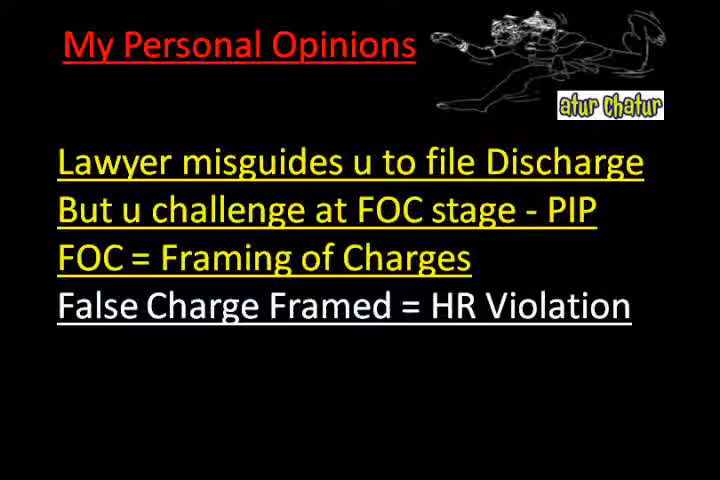 My Personal Opinions
atur chatur
Lawyer misguides u to file Discharge
But u challenge at FOC stage - PIP
FOC = Framing of Charges
False Charge Framed = HR Violation